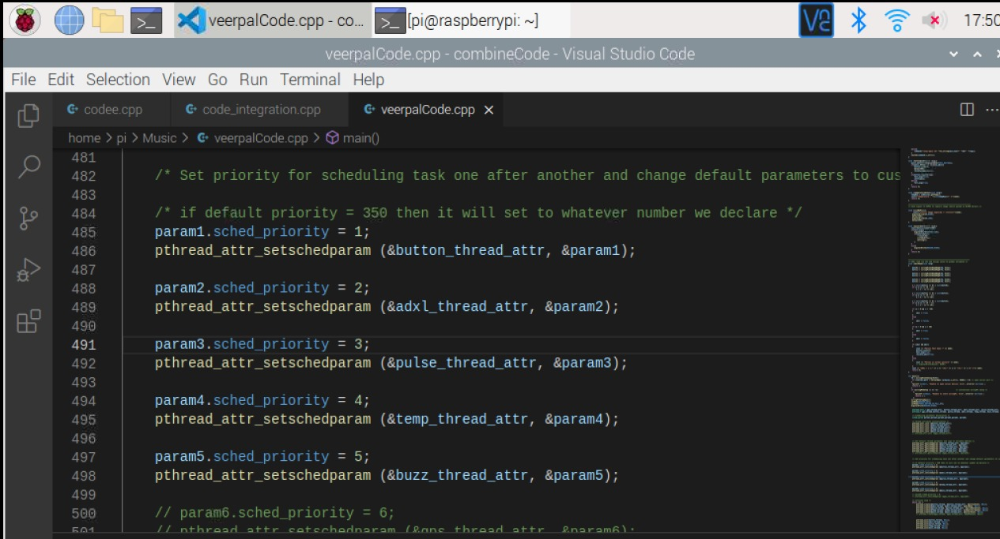 veerpalCode.cpp - co... [pi@raspberrypi: ~] 17:50
veerpalCode.cpp - combineCode - Visual Studio Code
File Edit Selection View Go Run Terminal Help
codee.cpp code_integration.cpp veerpalCode.cpp
home > pi > Music > veerpalCode.cpp > main()
481
482 /* Set priority for scheduling task one after another and change default parameters to cus
483
484 /* if default priority = 350 then it will set to whatever number we declare */
485 param1.sched_priority = 1;
486 pthread_attr_setschedparam (&button_thread_attr, &param1);
487
488 param2.sched_priority = 2;
489 pthread_attr_setschedparam (&adxl_thread_attr, &param2);
490
491 param3.sched_priority = 3;
492 pthread_attr_setschedparam (&pulse_thread_attr, &param3);
493
494 param4.sched_priority = 4;
495 pthread_attr_setschedparam (&temp_thread_attr, &param4);
496
497 param5.sched_priority = 5;
498 pthread_attr_setschedparam (&buzz_thread_attr, &param5);
499
500 // param6.sched_priority = 6;
501 // pthread_attr_setschedparam (&gps_thread_attr, &param6);